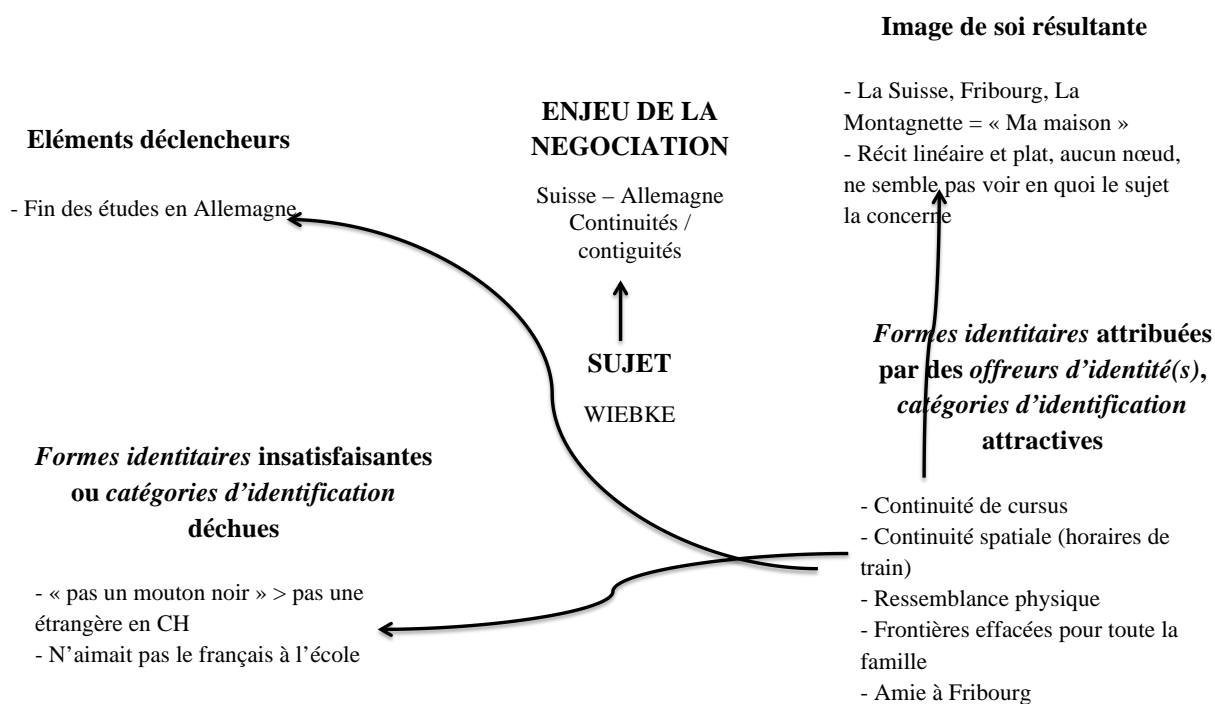 Image de soi résultante
- La Suisse, Fribourg, La
Montagnette = « Ma maison »
- Récit linéaire et plat, aucun nœud,
ne semble pas voir en quoi le sujet
la concerne
ENJEU DE LA
NEGOCIATION
Suisse – Allemagne
Continuités /
contiguités
Eléments déclencheurs
- Fin des études en Allemagne
SUJET
WIEBKE
Formes identitaires attribuées
par des offreurs d’identité(s),
catégories d’identification
attractives
Formes identitaires insatisfaisantes
ou catégories d’identification
déchues
- « pas un mouton noir » > pas une
étrangère en CH
- N’aimait pas le français à l’école
- Continuité de cursus
- Continuité spatiale (horaires de
train)
- Ressemblance physique
- Frontières effacées pour toute la
famille
- Amie à Fribourg